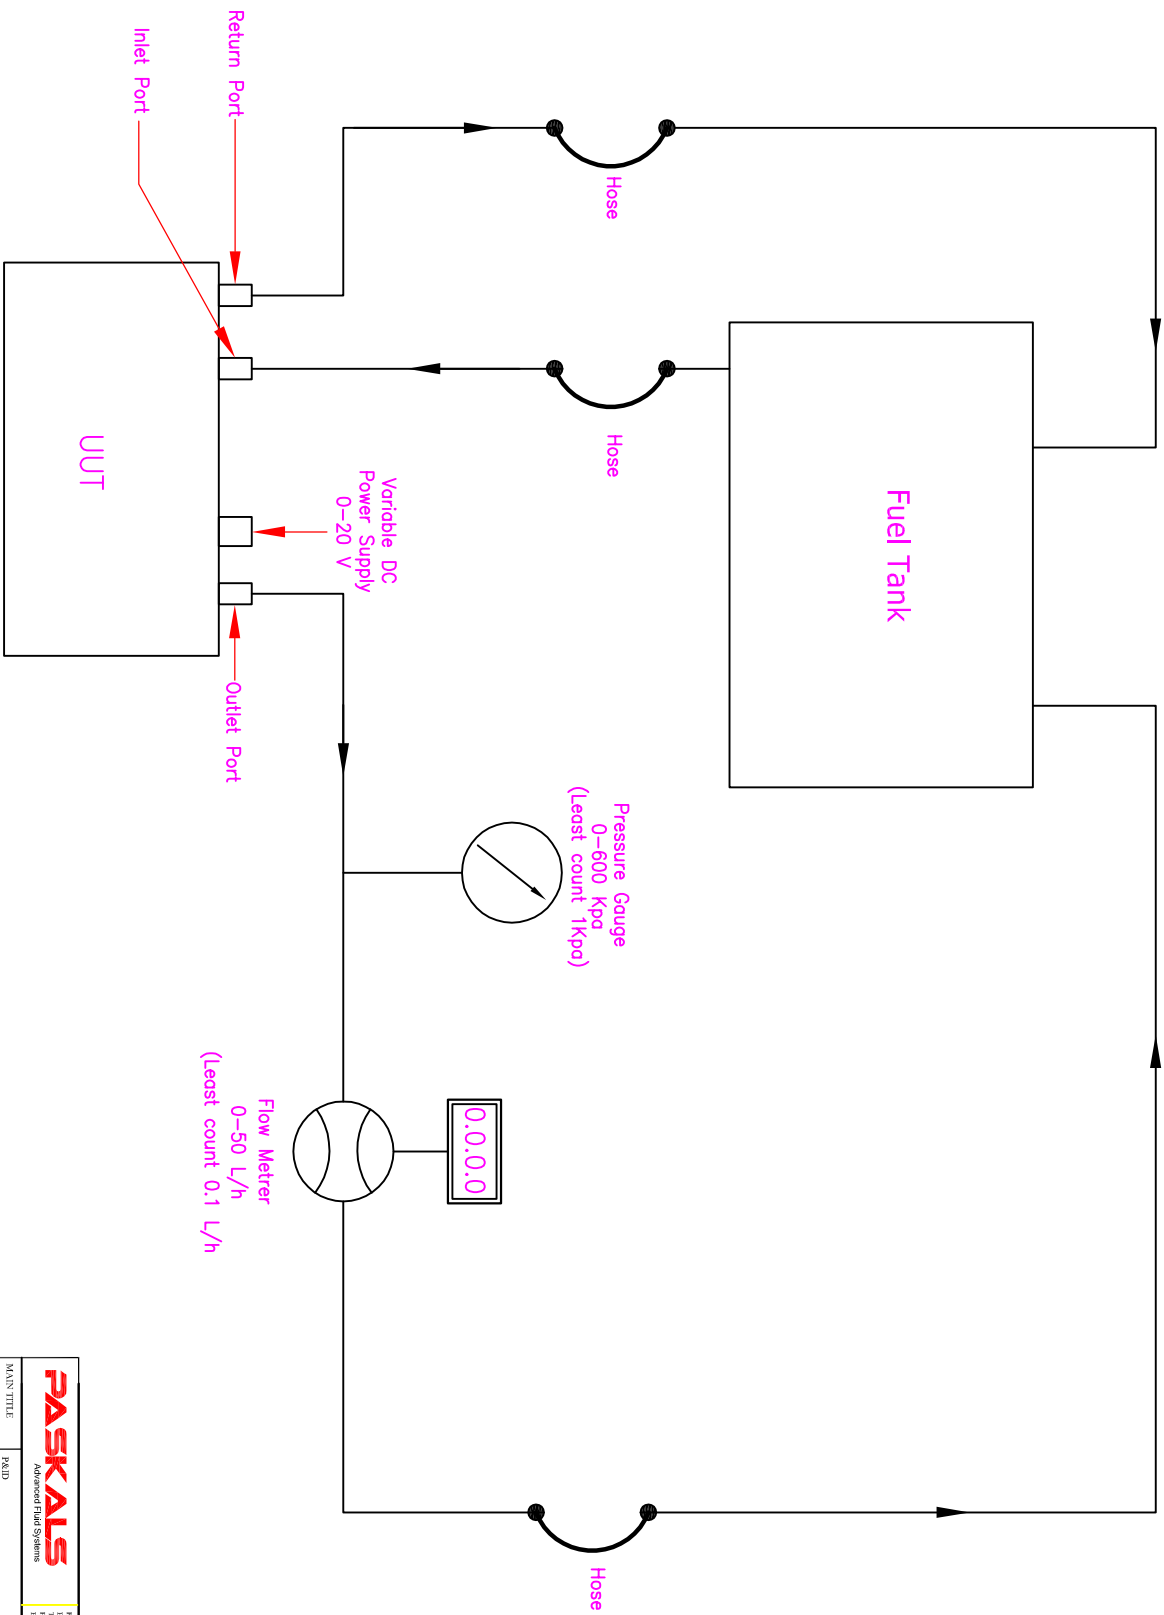 Return Port
Inlet Port
Hose
Hose
Fuel Tank
UUT
Variable DC
Power Supply
0-20 V
Outlet Port
Pressure Gauge
0-600 Kpa
(Least count 1Kpa)
0.0.0.0
Flow Metrer
0-50 L/h
(Least count 0.1 L/h
Hose
PASKALS
Advanced Fluid Systems
MAIN TITLE
P&ID